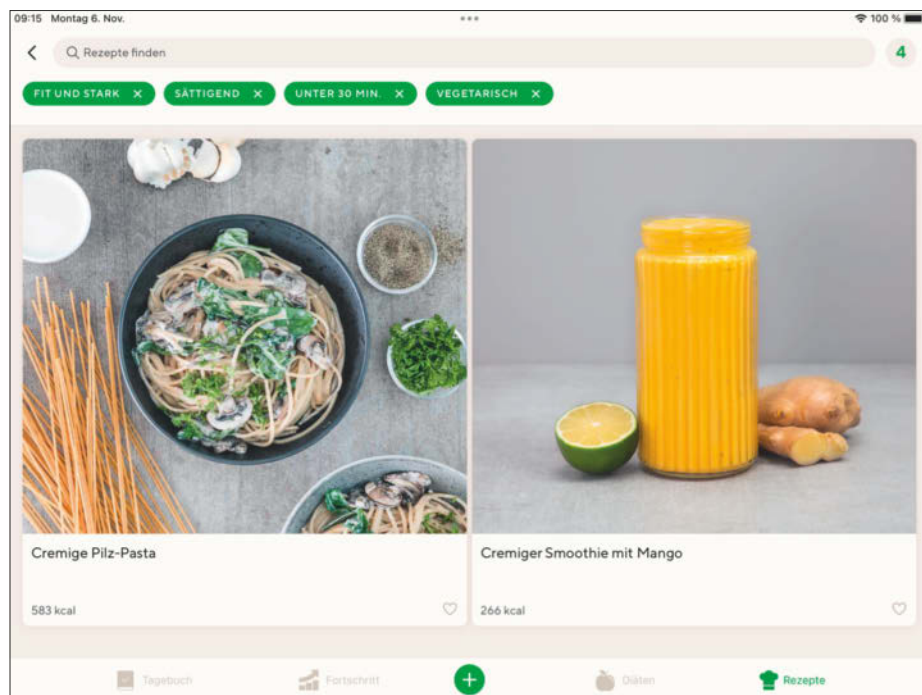 09:15 Montag 6. Nov.
100 %
Rezepte finden
4
FIT UND STARK
SÄTTIGEND
UNTER 30 MIN.
VEGETARISCH
Cremige Pilz-Pasta
Cremiger Smoothie mit Mango
583 kcal
266 kcal
Tagebuch
Fortschritt
Diäten
Rezepte